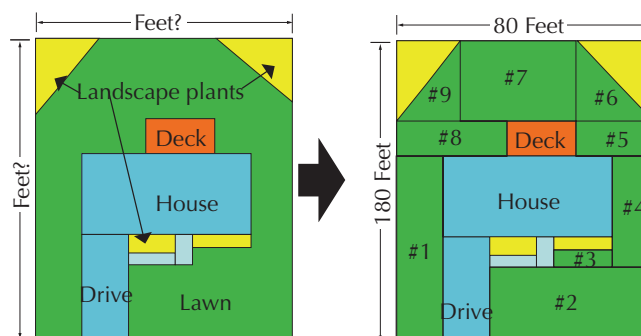 Feet?
Feet?
Landscape plants
Deck
House
Drive
Lawn
80 Feet
180 Feet
#9
#7
#6
#8
Deck
#5
House
#4
#1
#3
Drive
#2